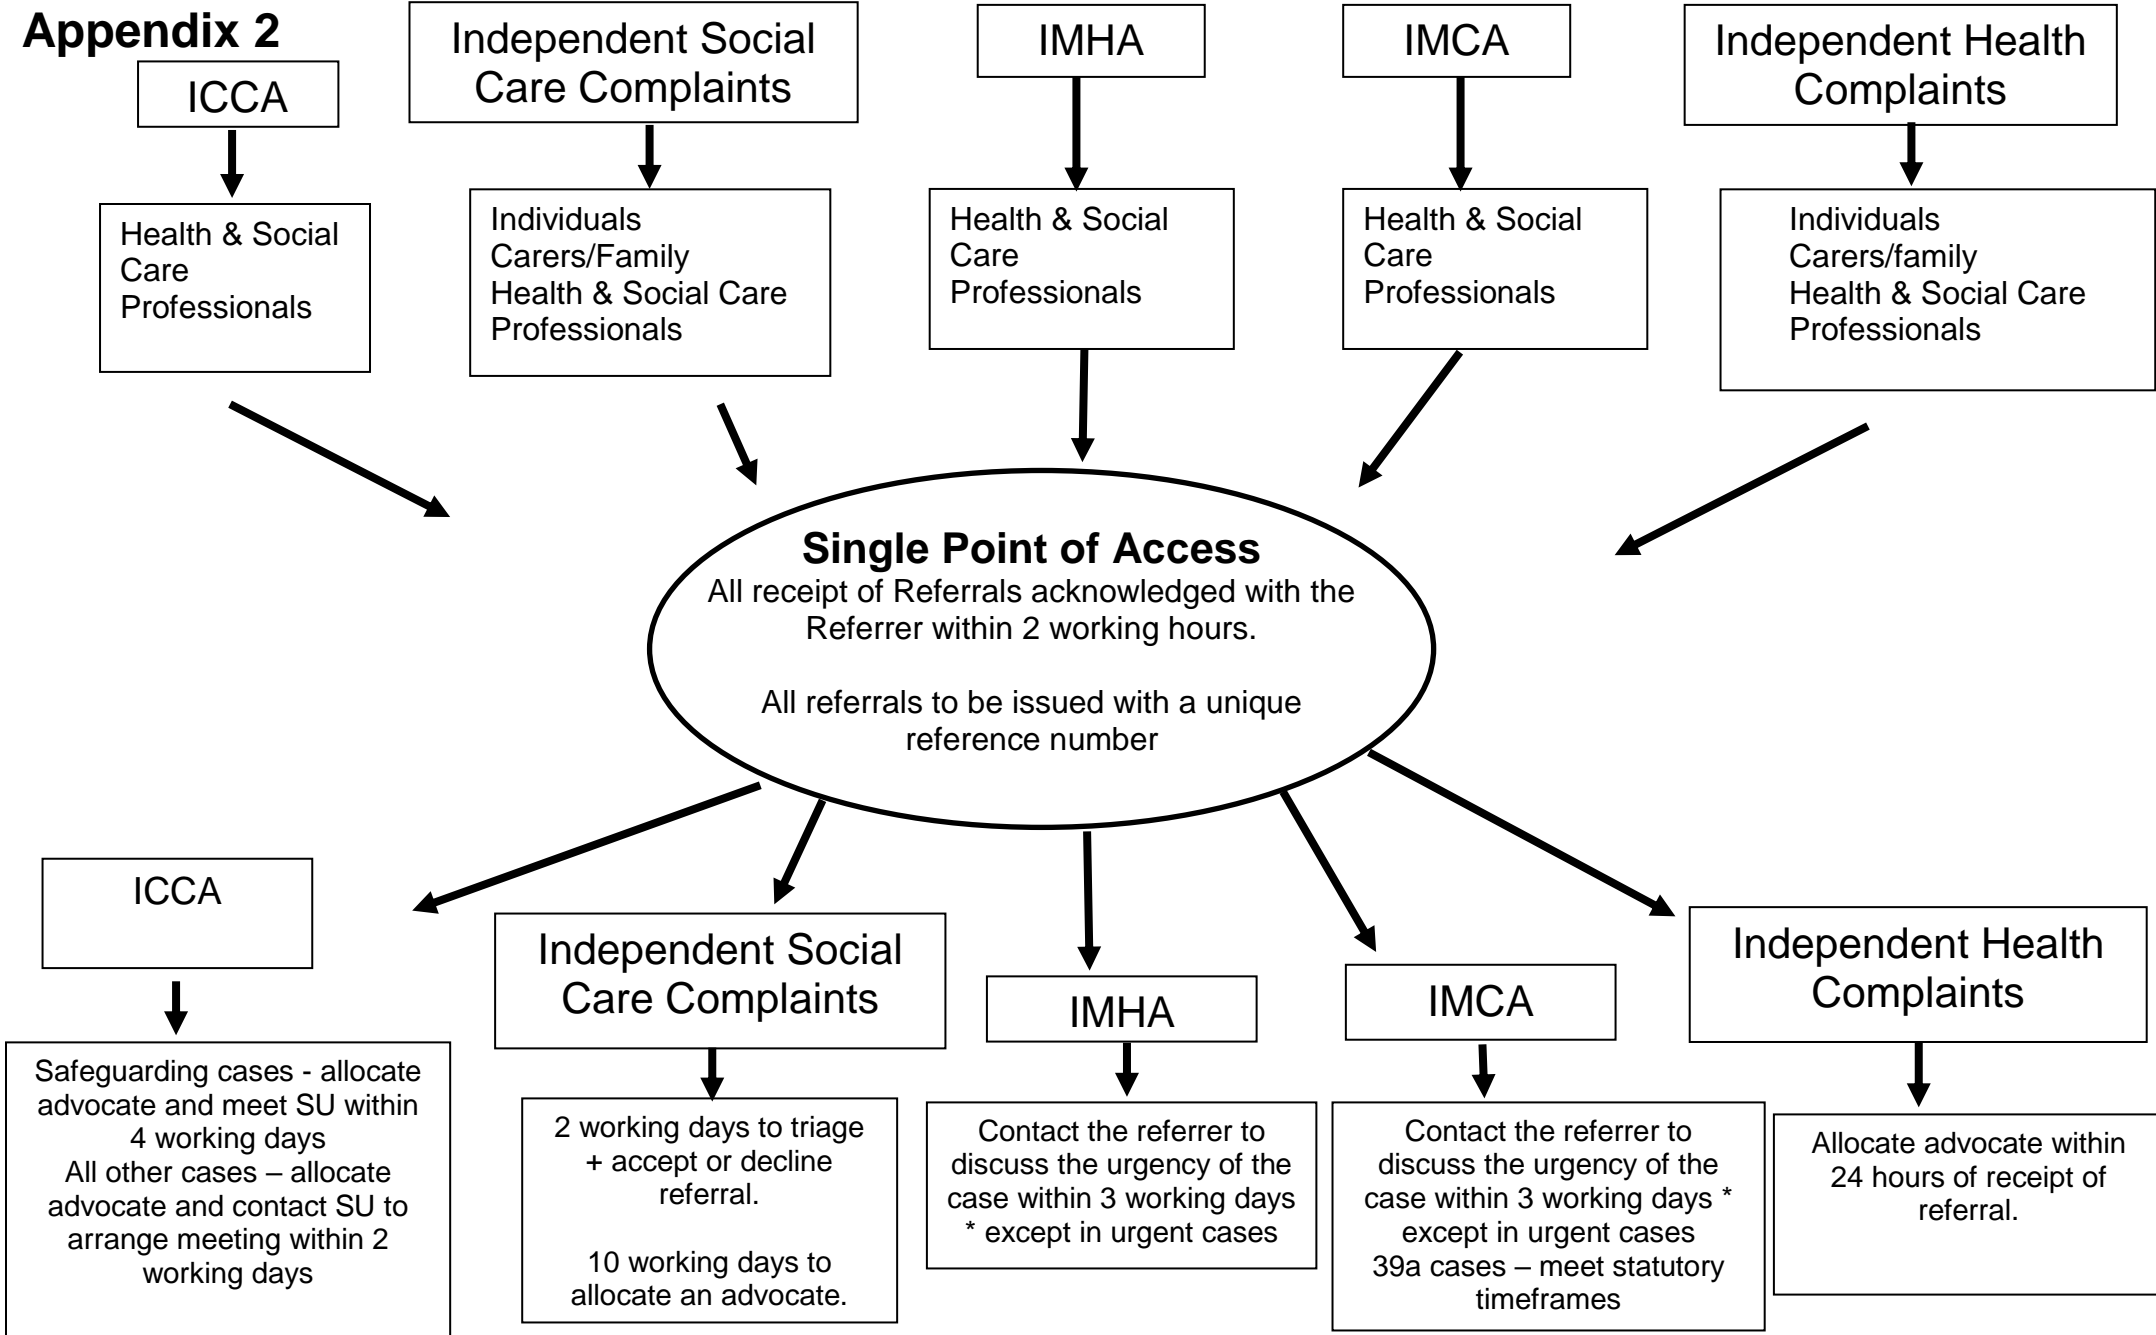 Appendix 2
ICCA
Independent Social
Care Complaints
IMHA
IMCA
Independent Health
Complaints
Health & Social
Care
Professionals
Individuals
Carers/Family
Health & Social Care
Professionals
Health & Social
Care
Professionals
Health & Social
Care
Professionals
Individuals
Carers/family
Health & Social Care
Professionals
Single Point of Access
All receipt of Referrals acknowledged with the
Referrer within 2 working hours.
All referrals to be issued with a unique
reference number
ICCA
Independent Social
Care Complaints
IMHA
IMCA
Independent Health
Complaints
Safeguarding cases - allocate
advocate and meet SU within
4 working days
All other cases – allocate
advocate and contact SU to
arrange meeting within 2
working days
2 working days to triage
+ accept or decline
referral.
10 working days to
allocate an advocate.
Contact the referrer to
discuss the urgency of the
case within 3 working days
* except in urgent cases
Contact the referrer to
discuss the urgency of the
case within 3 working days *
except in urgent cases
39a cases – meet statutory
timeframes
Allocate advocate within
24 hours of receipt of
referral.